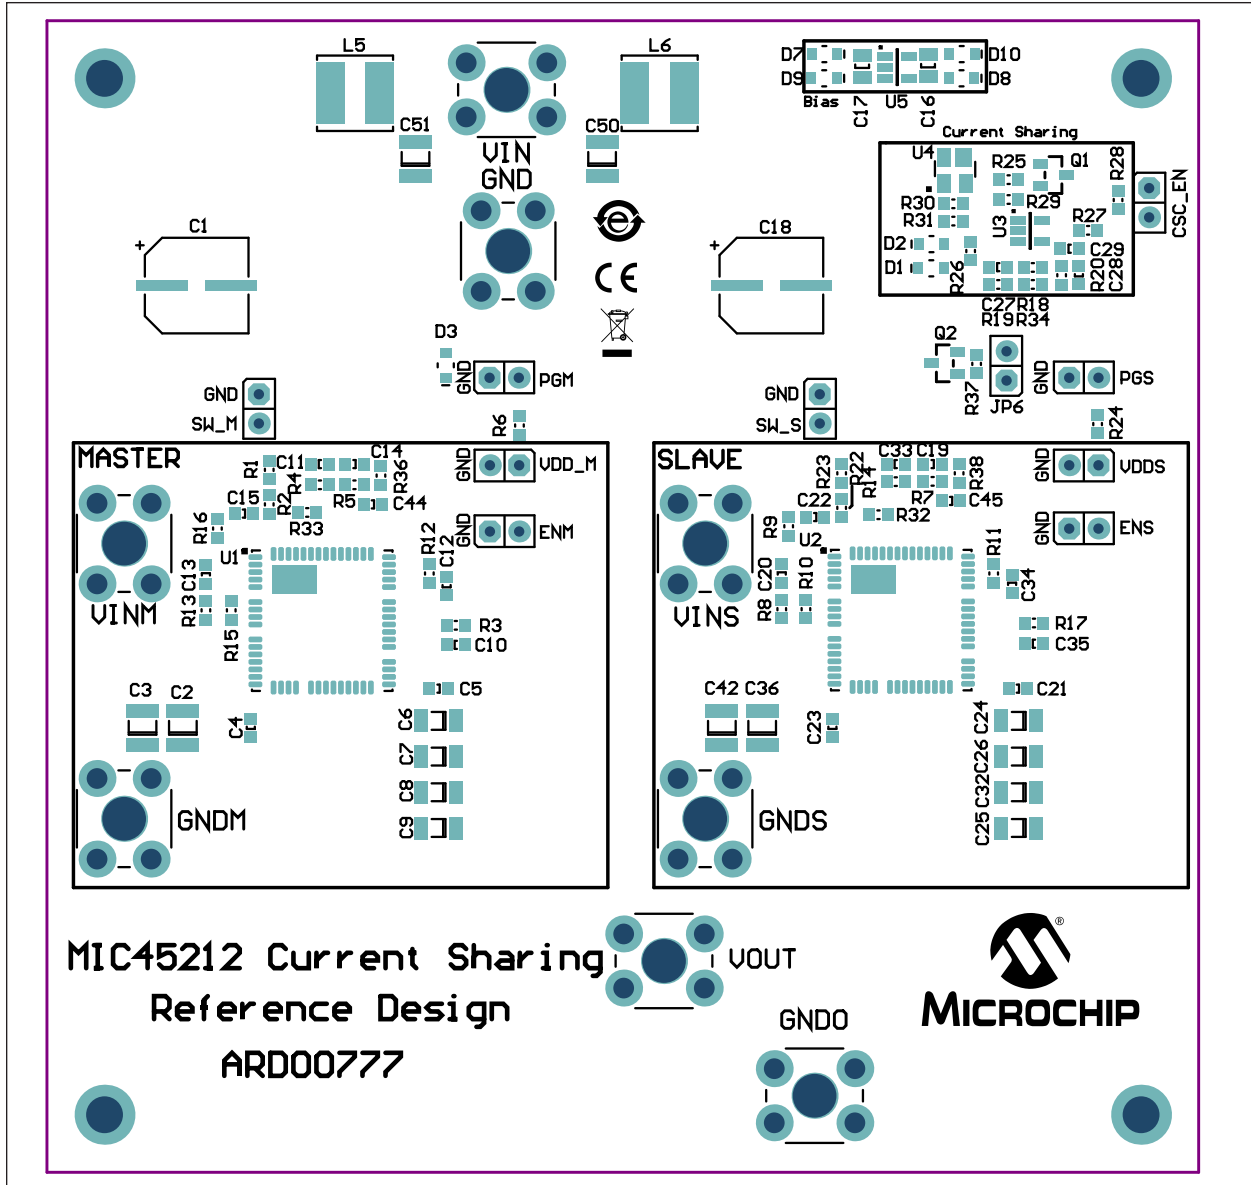 L5
L6
D7
D10
D9
D8
Bias
C17
U5
C16
C51
C50
VIN
GND
Current Sharing
U4
R25
Q1
R28
CSC_EN
R30
R29
R31
U3
R27
D2
C29
D1
R26
R20
C28
C27 R18
R19 R34
C1
C18
+
+
e
CE
D3
Q2
GND
PGM
R37
JP6
GND
PGS
GND
SW_M
GND
SW_S
R6
R24
MASTER
R1
C11
C14
R4
R5
R36
GND
VDD_M
C15
R2
C44
R16
R33
U1
R12
C12
GND
ENM
C13
R13
R15
VINM
R3
C10
C3
C2
C4
C5
C6
C7
C8
C9
GNDM
SLAVE
R23
R22
R14
C33
C19
R38
GND
VDDS
C22
R7
C45
R9
U2
R32
R11
C34
GND
ENS
C20
R10
R8
VINS
R17
C35
C42
C36
C23
C21
C24
C26
C32
C25
GNDS
MIC45212 Current Sharing
Reference Design
ARD00777
VOUT
GNDO
®
MICROCHIP